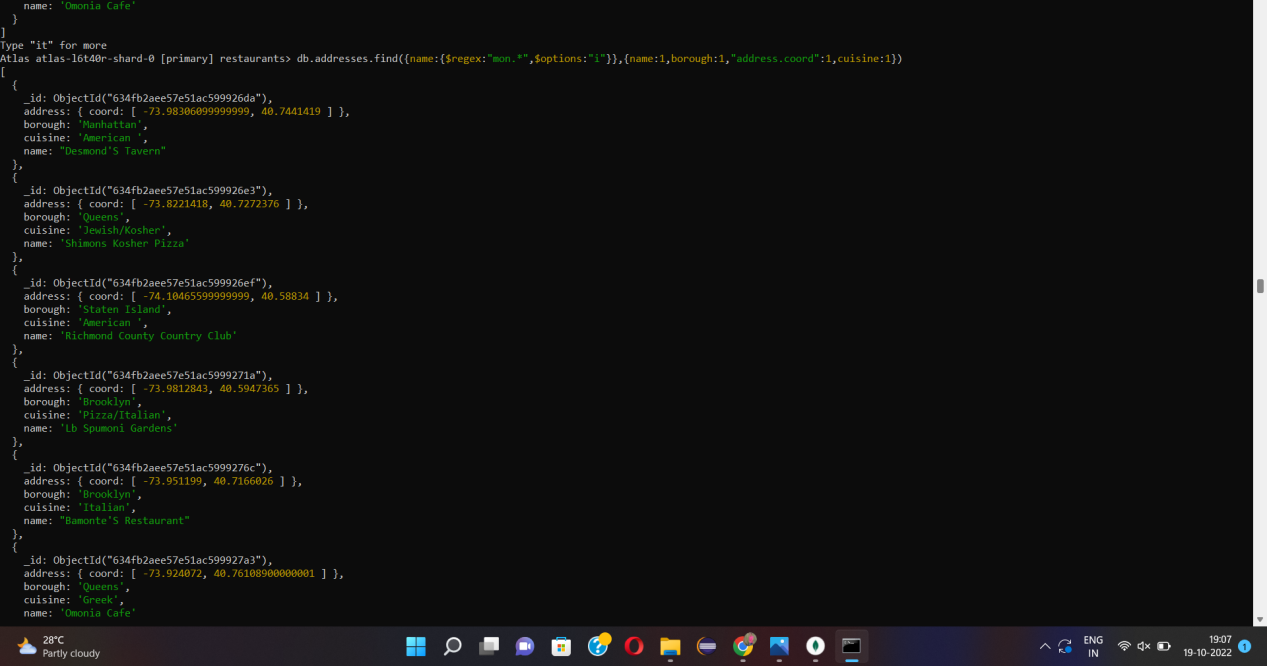 name: 'Omonia Cafe'
}
]
Type "it" for more
Atlas atlas-l6t40r-shard-0 [primary] restaurants> db.addresses.find({name:{$regex:"mon.*",$options:"i"}},{name:1,borough:1,"address.coord":1,cuisine:1})
[
{
_id: ObjectId("634fb2aee57e51ac599926da"),
address: { coord: [ -73.98306099999999, 40.7441419 ] },
borough: 'Manhattan',
cuisine: 'American ',
name: "Desmond'S Tavern"
},
{
_id: ObjectId("634fb2aee57e51ac599926e3"),
address: { coord: [ -73.8221418, 40.7272376 ] },
borough: 'Queens',
cuisine: 'Jewish/Kosher',
name: 'Shimons Kosher Pizza'
},
{
_id: ObjectId("634fb2aee57e51ac599926ef"),
address: { coord: [ -74.10465599999999, 40.58834 ] },
borough: 'Staten Island',
cuisine: 'American ',
name: 'Richmond County Country Club'
},
{
_id: ObjectId("634fb2aee57e51ac5999271a"),
address: { coord: [ -73.9812843, 40.5947365 ] },
borough: 'Brooklyn',
cuisine: 'Pizza/Italian',
name: 'Lb Spumoni Gardens'
},
{
_id: ObjectId("634fb2aee57e51ac5999276c"),
address: { coord: [ -73.951199, 40.7166026 ] },
borough: 'Brooklyn',
cuisine: 'Italian',
name: "Bamonte'S Restaurant"
},
{
_id: ObjectId("634fb2aee57e51ac599927a3"),
address: { coord: [ -73.924072, 40.76108900000001 ] },
borough: 'Queens',
cuisine: 'Greek',
name: 'Omonia Cafe'
28°C
Partly cloudy
ENG
IN
19:07
19-10-2022
1